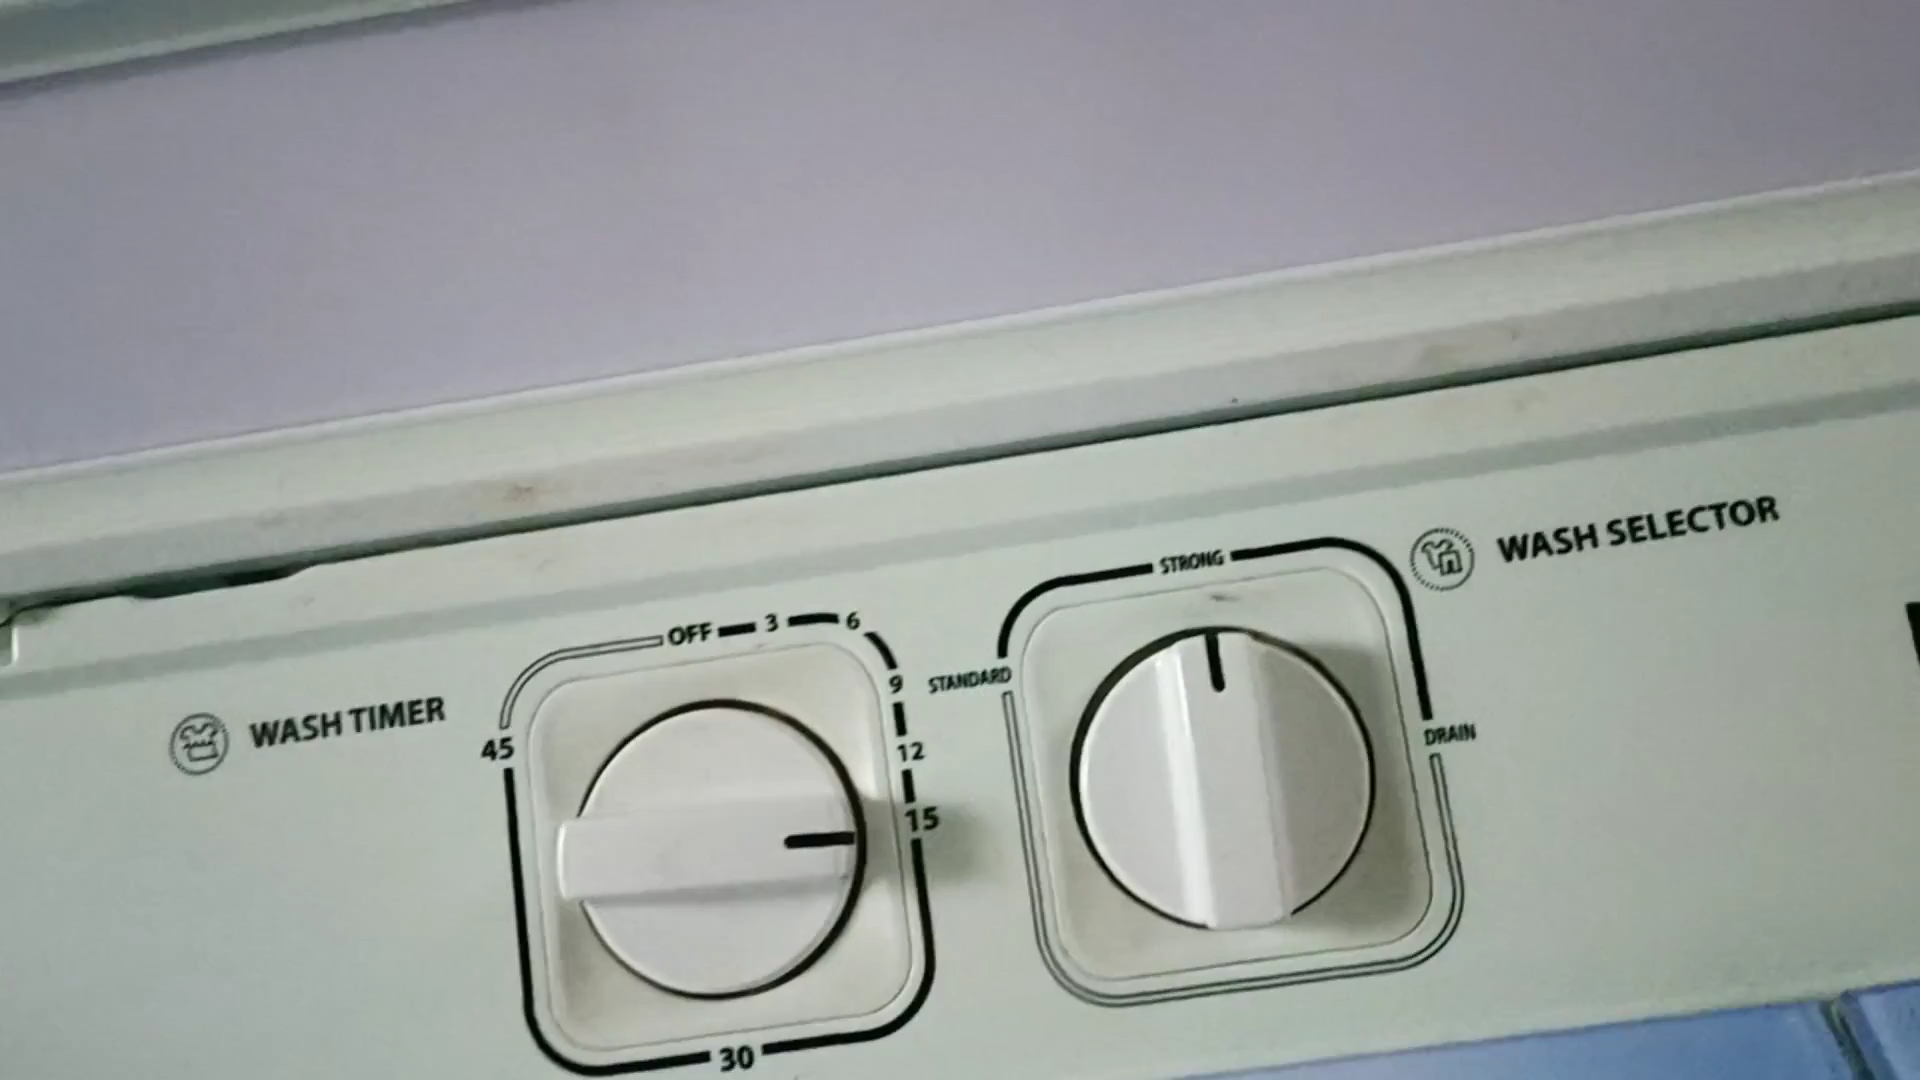 WASH SELECTOR
STRONG
STANDARD
DRAIN
WASH TIMER
OFF
3
6
9
12
15
30
45